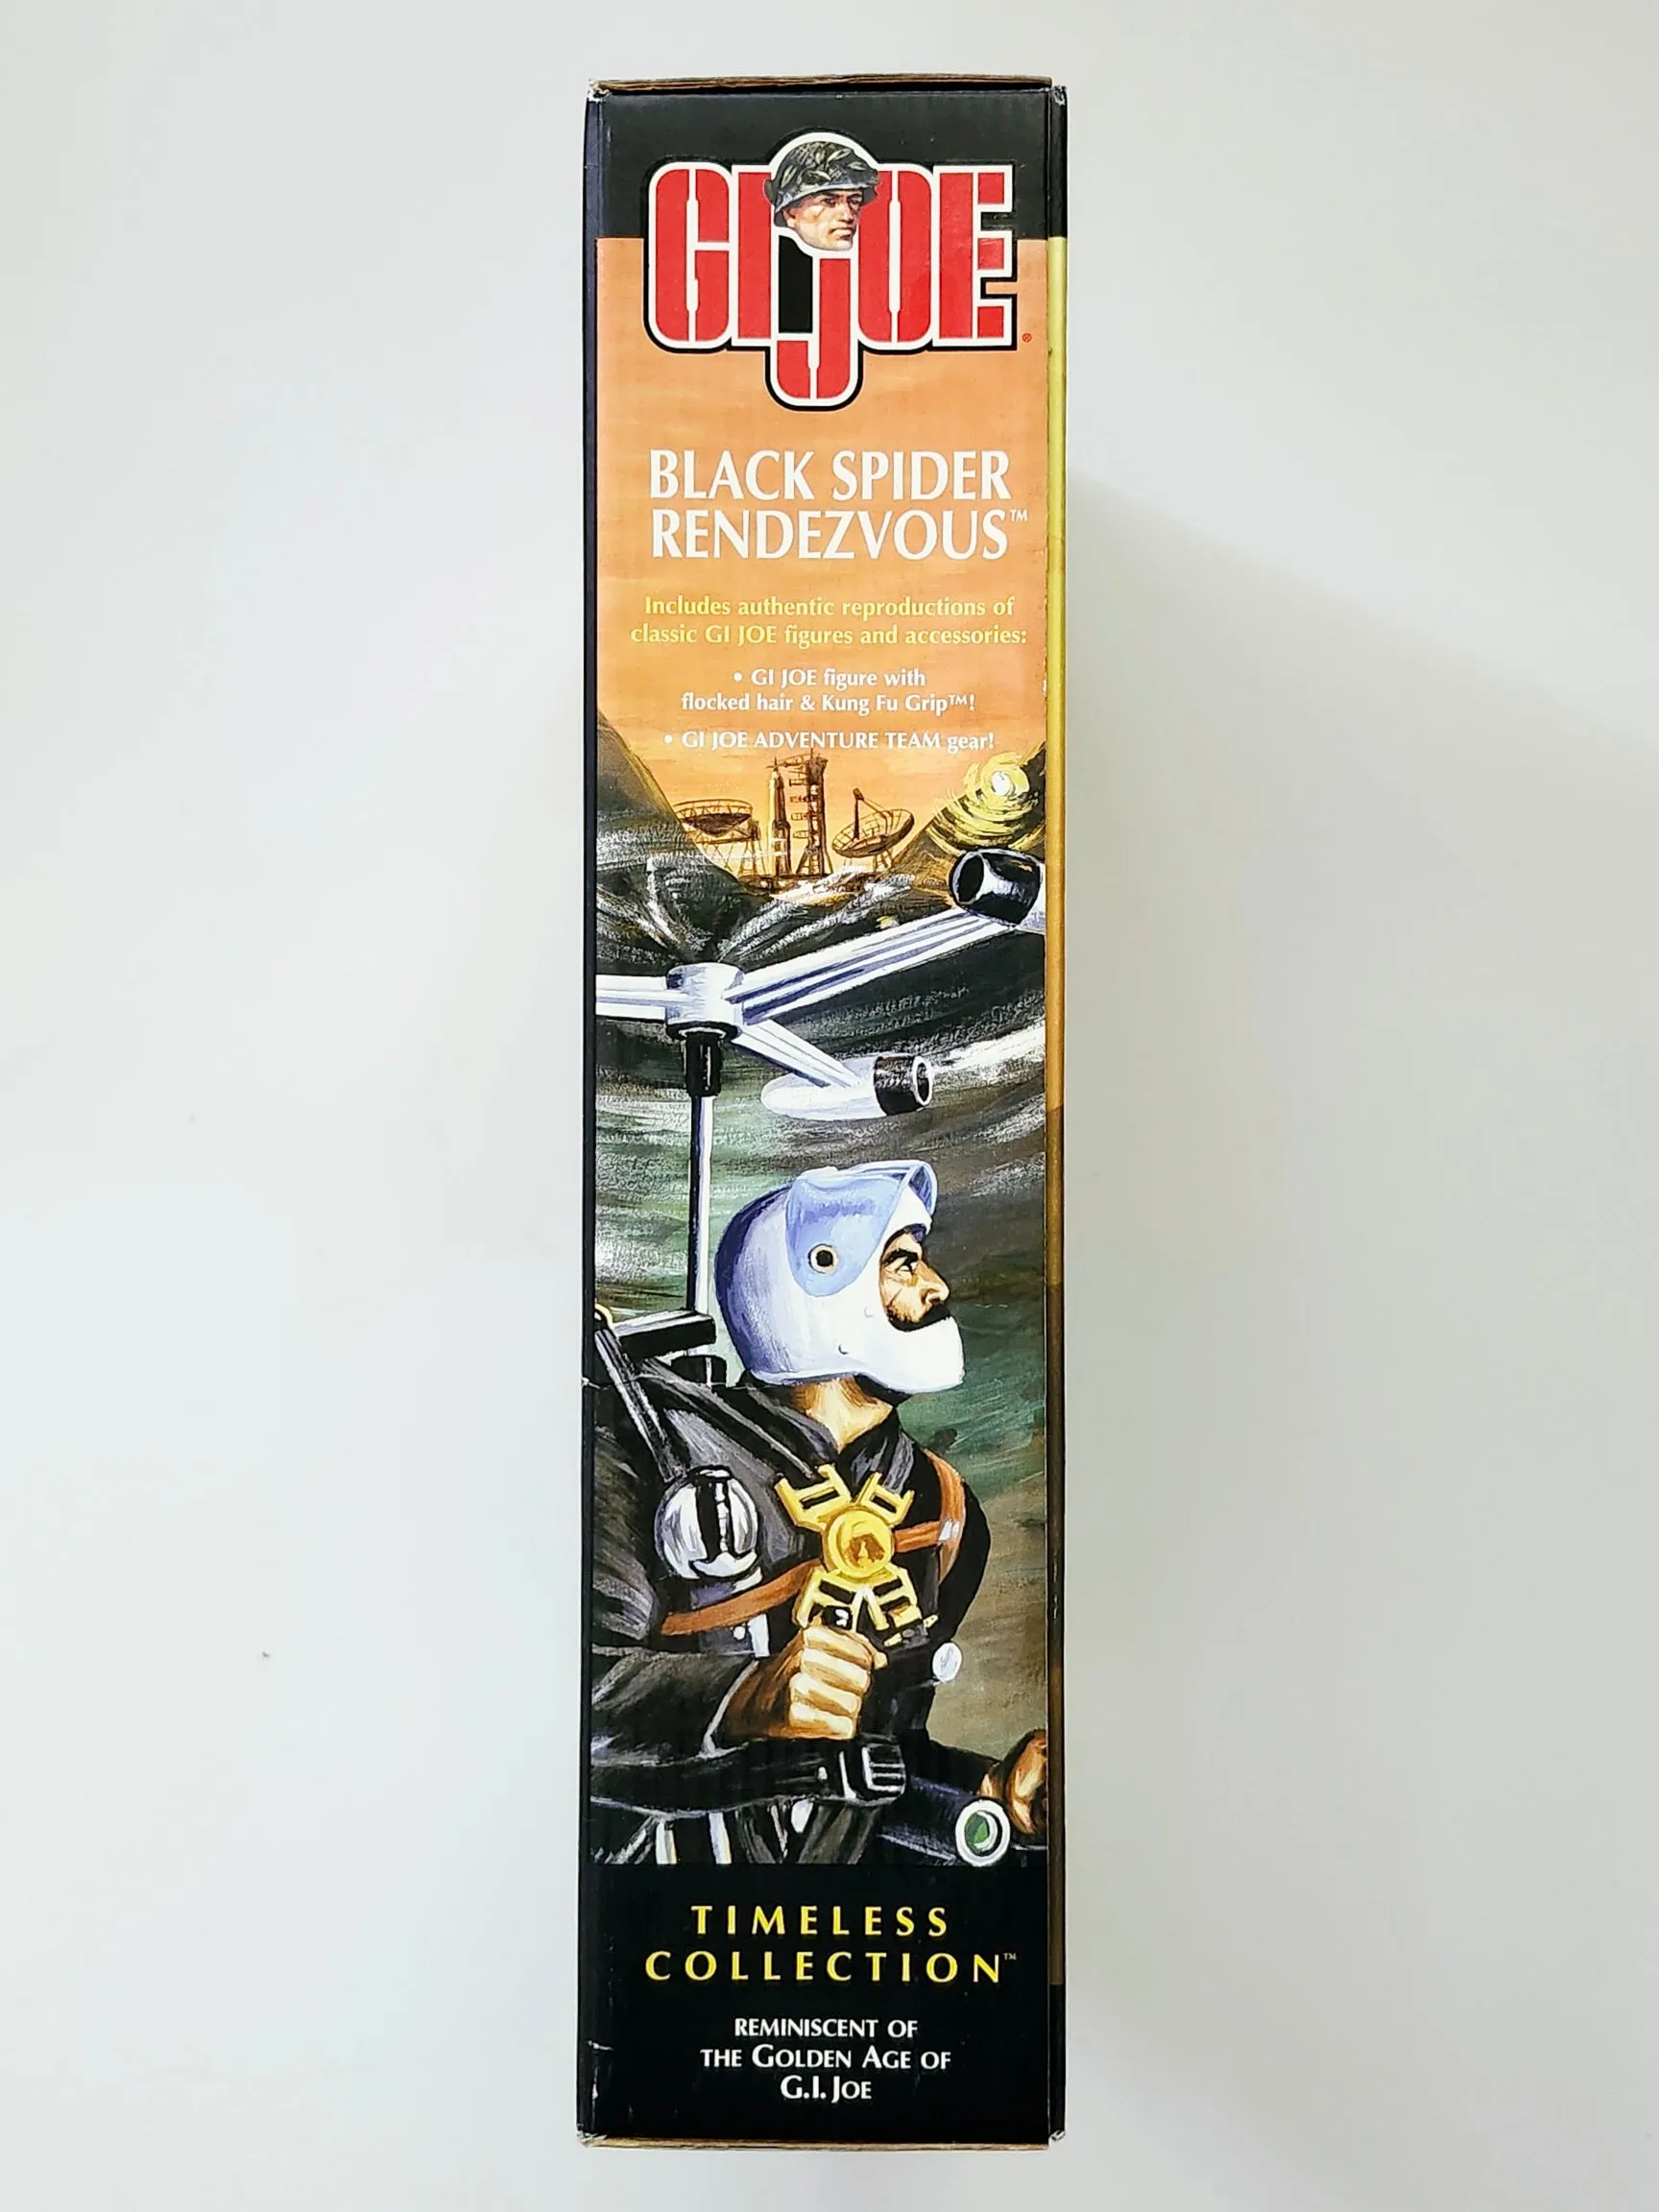 GI JOE®
BLACK SPIDER
RENDEZVOUS™
Includes authentic reproductions of
classic GI JOE figures and accessories:
• GI JOE figure with
flocked hair & Kung Fu Grip™!
• GI JOE ADVENTURE TEAM gear!
TIMELESS
COLLECTION™
REMINISCENT OF
THE GOLDEN AGE OF
G.I. JOE